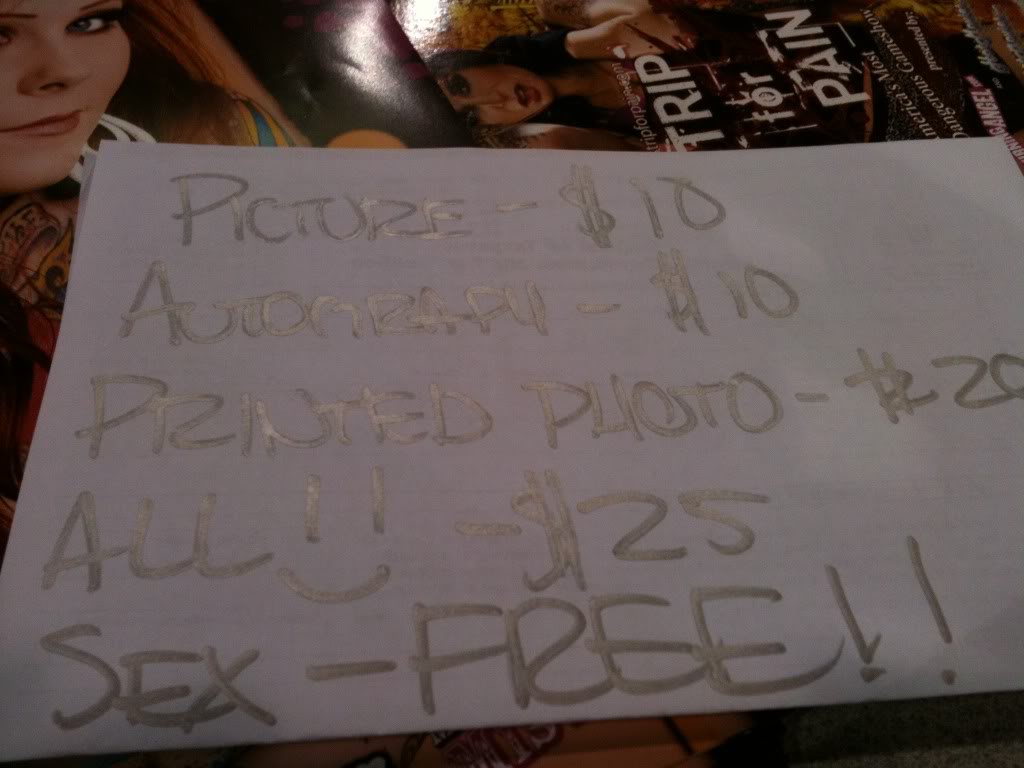 TRIP
for
PAIN
PICTURE - $10
AUTOGRAPH - $10
PRINTED PHOTO - $20
ALL - $25
SEX - FREE!!